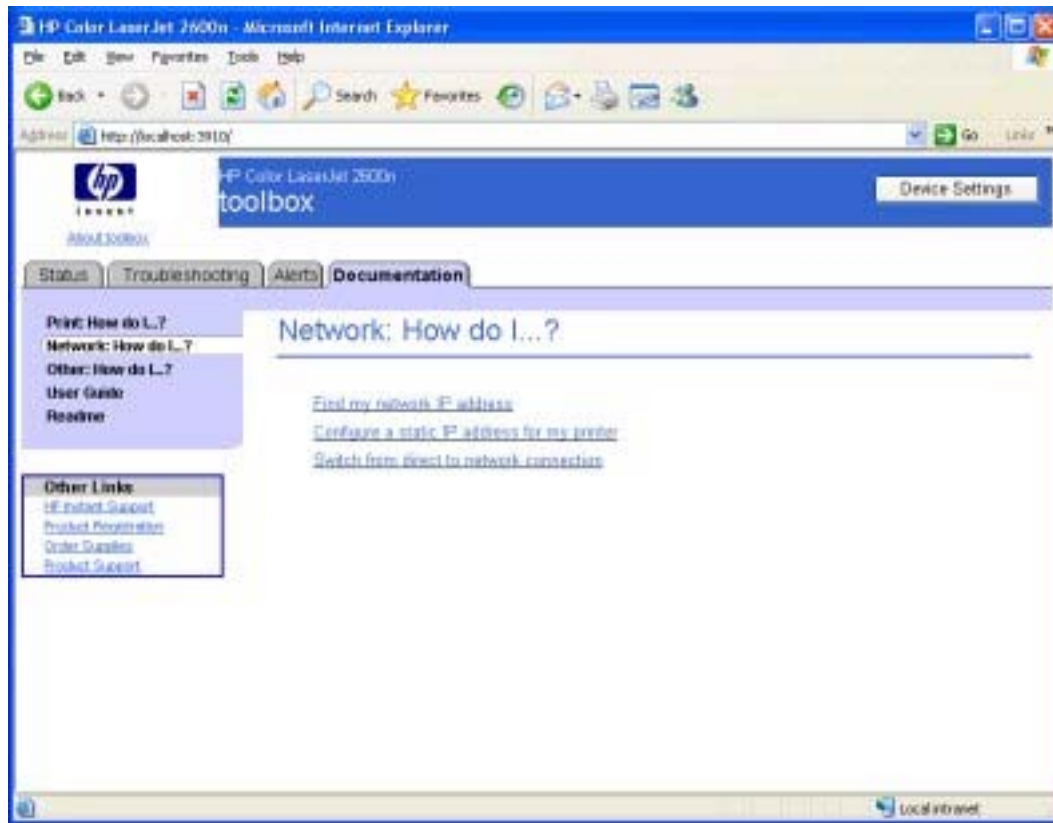 HP Color LaserJet 2600n - Microsoft Internet Explorer
File Edit View Favorites Tools Help
Back Search Favorites
Address http://localhost:3910/ Go Links »
hp
invent
HP Color LaserJet 2600n
toolbox
Device Settings
About toolbox
Status Troubleshooting Alerts Documentation
Print: How do I...?
Network: How do I...?
Other: How do I...?
User Guide
Readme
Network: How do I...?
Find my network IP address
Configure a static IP address for my printer
Switch from direct to network connection
Other Links
HP Instant Support
Product Registration
Order Supplies
Product Support
Local intranet